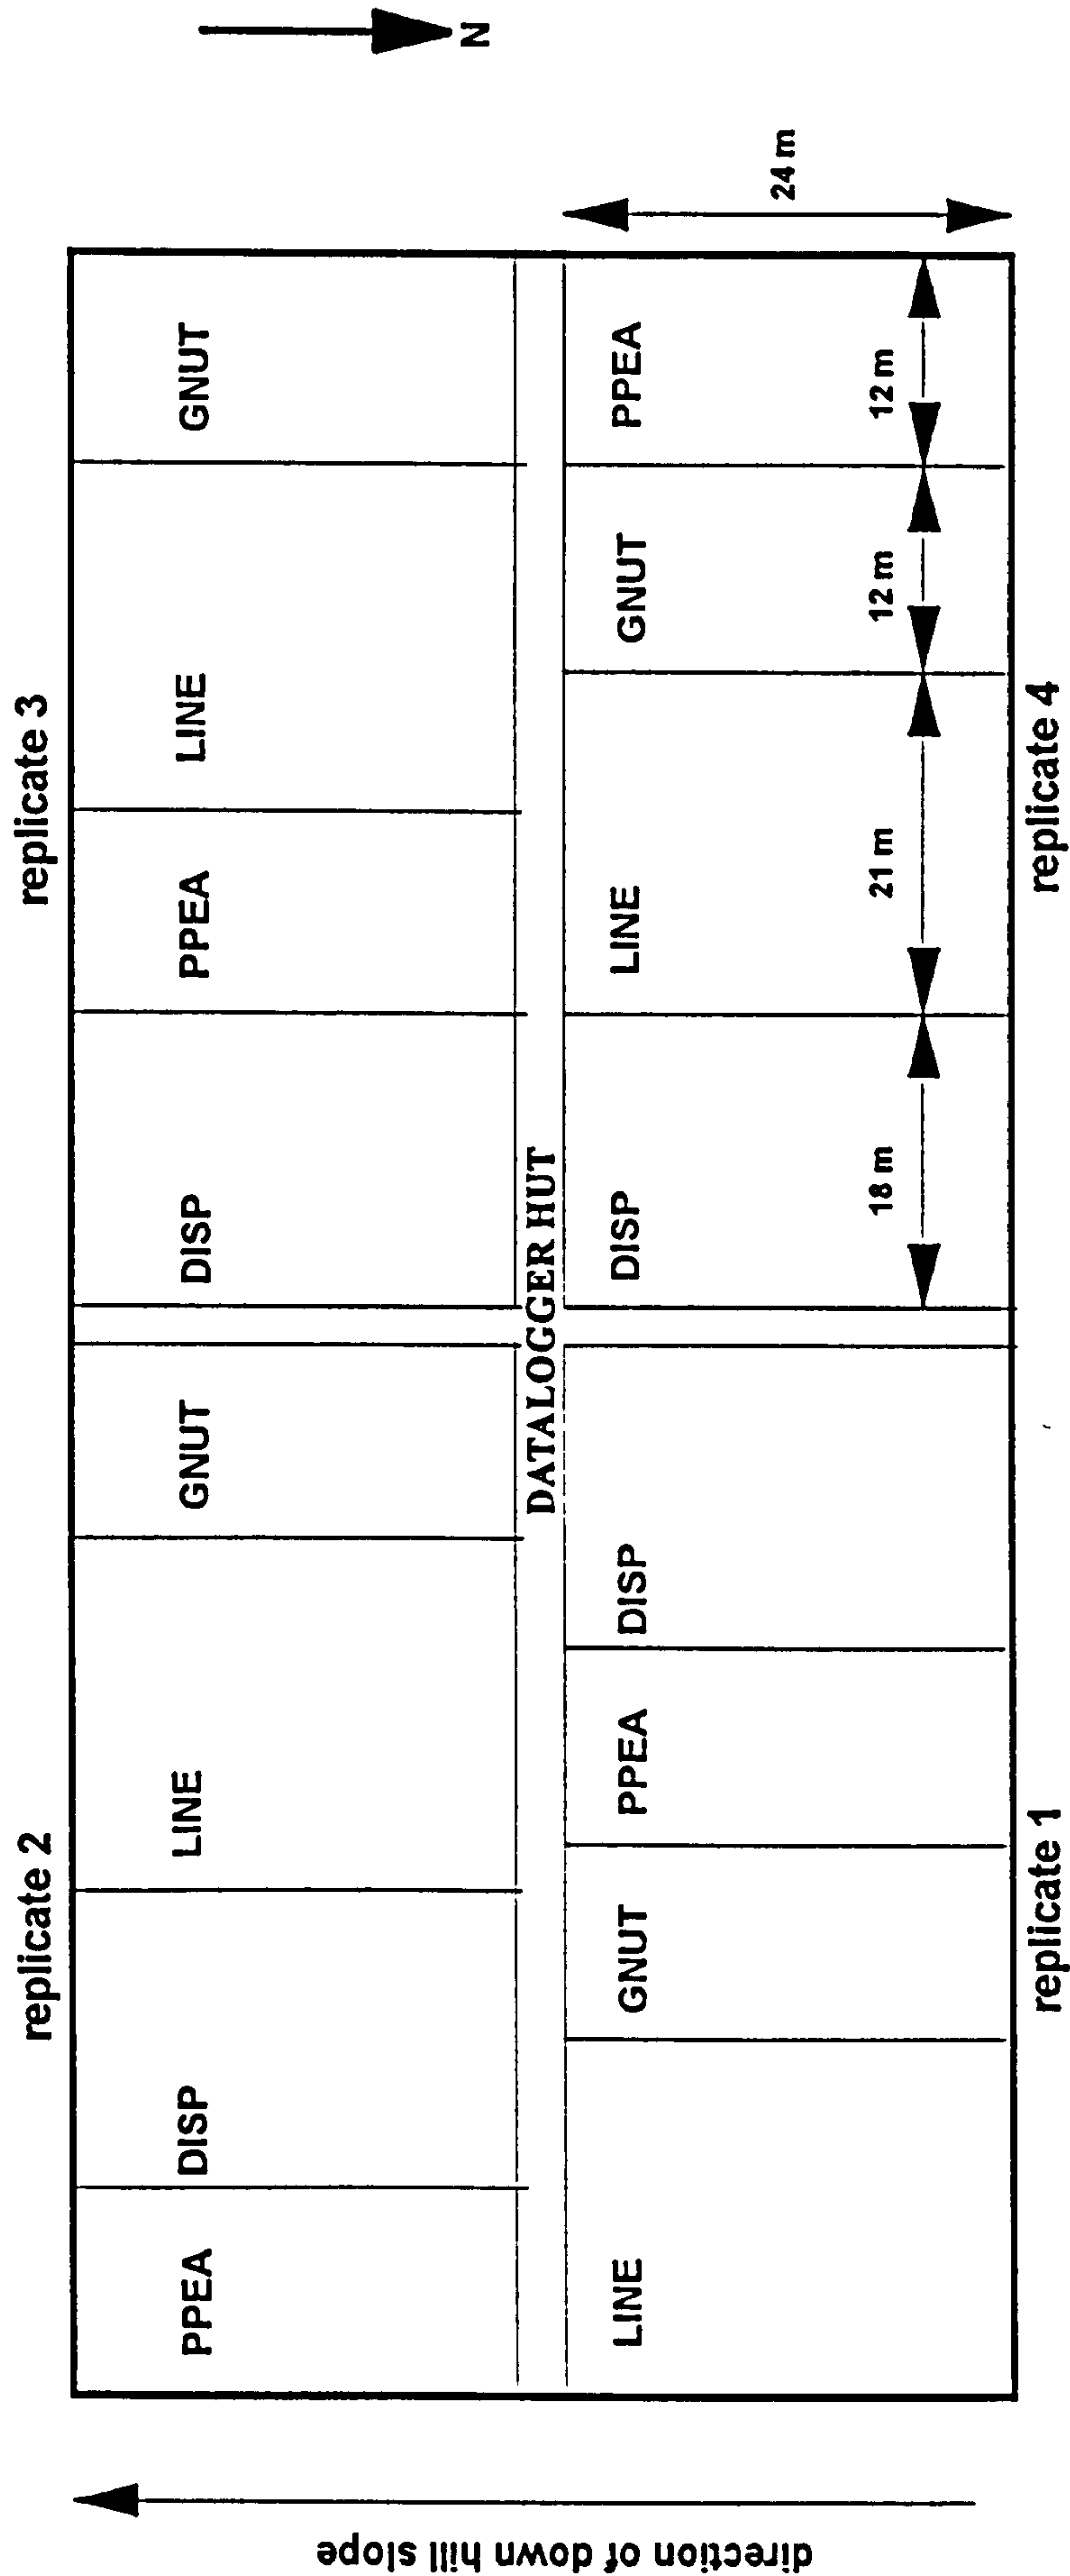 replicate 2
replicate 3
N
PPEA
DISP
LINE
GNUT
DISP
PPEA
LINE
GNUT
DATALOGGER HUT
24 m
LINE
GNUT
PPEA
DISP
DISP
LINE
GNUT
PPEA
18 m
21 m
12 m
12 m
replicate 1
replicate 4
direction of down hill slope